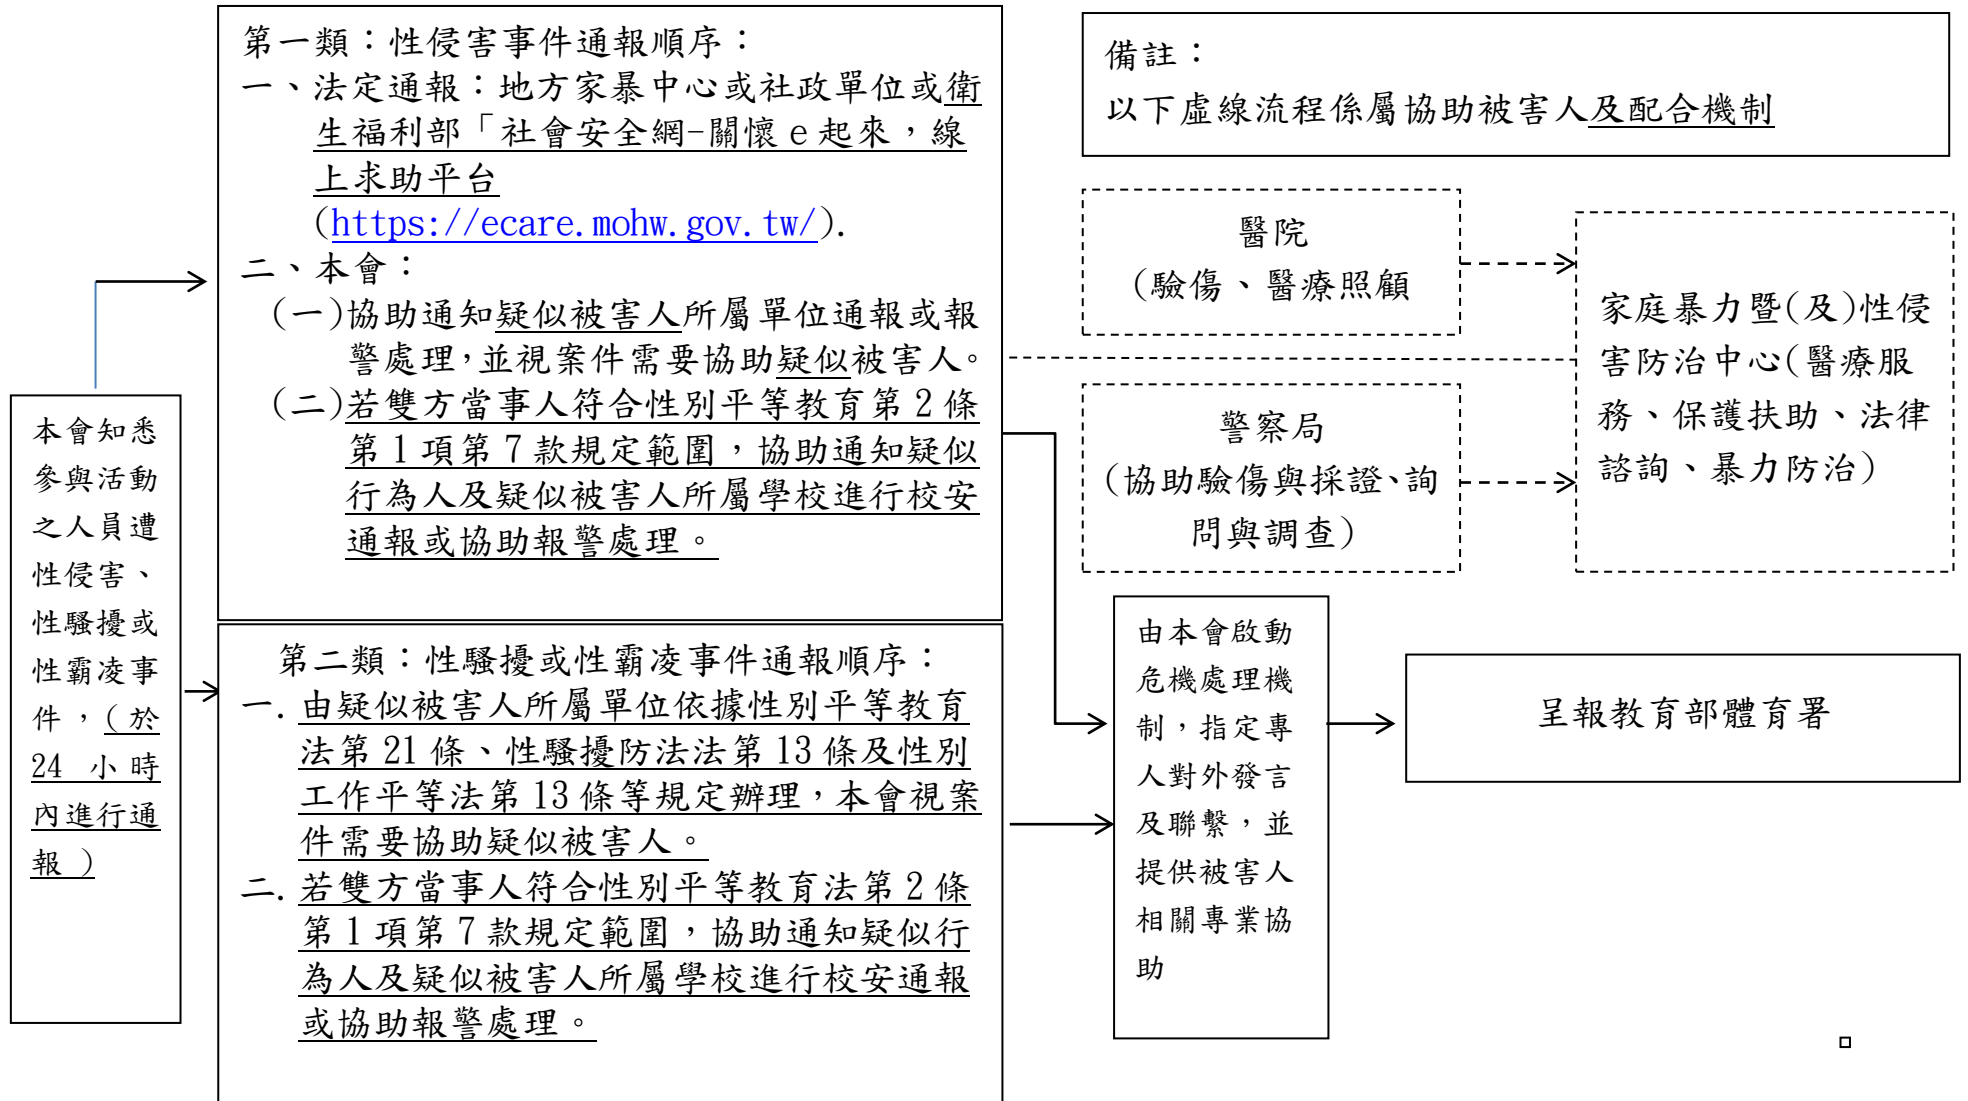 本會知悉
參與活動
之人員遭
性侵害、
性騷擾或
性霸凌事
件，(於
24 小時
內進行通
報 )
第一類：性侵害事件通報順序：
一、法定通報：地方家暴中心或社政單位或衛
生福利部「社會安全網-關懷 e 起來，線
上求助平台
(https://ecare.mohw.gov.tw/).
二、本會：
(一)協助通知疑似被害人所屬單位通報或報
警處理,並視案件需要協助疑似被害人。
(二)若雙方當事人符合性別平等教育第 2 條
第 1 項第 7 款規定範圍，協助通知疑似
行為人及疑似被害人所屬學校進行校安
通報或協助報警處理。
第二類：性騷擾或性霸凌事件通報順序：
一. 由疑似被害人所屬單位依據性別平等教育
法第 21 條、性騷擾防法法第 13 條及性別
工作平等法第 13 條等規定辦理，本會視案
件需要協助疑似被害人。
二. 若雙方當事人符合性別平等教育法第 2 條
第 1 項第 7 款規定範圍，協助通知疑似行
為人及疑似被害人所屬學校進行校安通報
或協助報警處理。
備註：
以下虛線流程係屬協助被害人及配合機制
醫院
(驗傷、醫療照顧
警察局
(協助驗傷與採證、詢
問與調查)
家庭暴力暨(及)性侵
害防治中心(醫療服
務、保護扶助、法律
諮詢、暴力防治)
由本會啟動
危機處理機
制，指定專
人對外發言
及聯繫，並
提供被害人
相關專業協
助
呈報教育部體育署